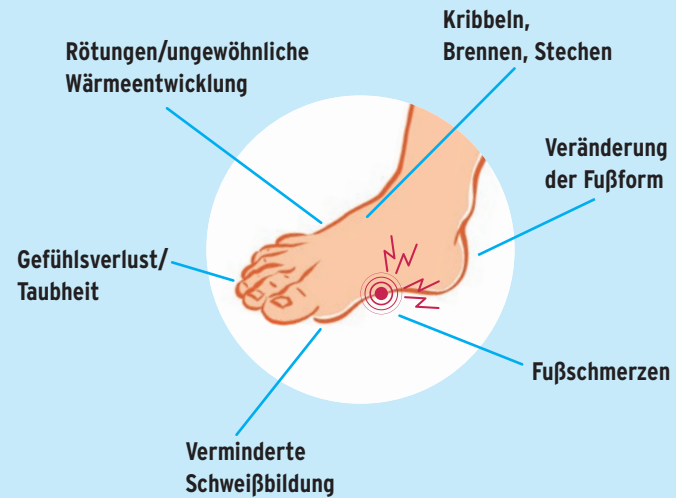 Kribbeln,
Brennen, Stechen
Rötungen/ungewöhnliche
Wärmeentwicklung
Veränderung
der Fußform
Gefühlsverlust/
Taubheit
Fußschmerzen
Verminderte
Schweißbildung